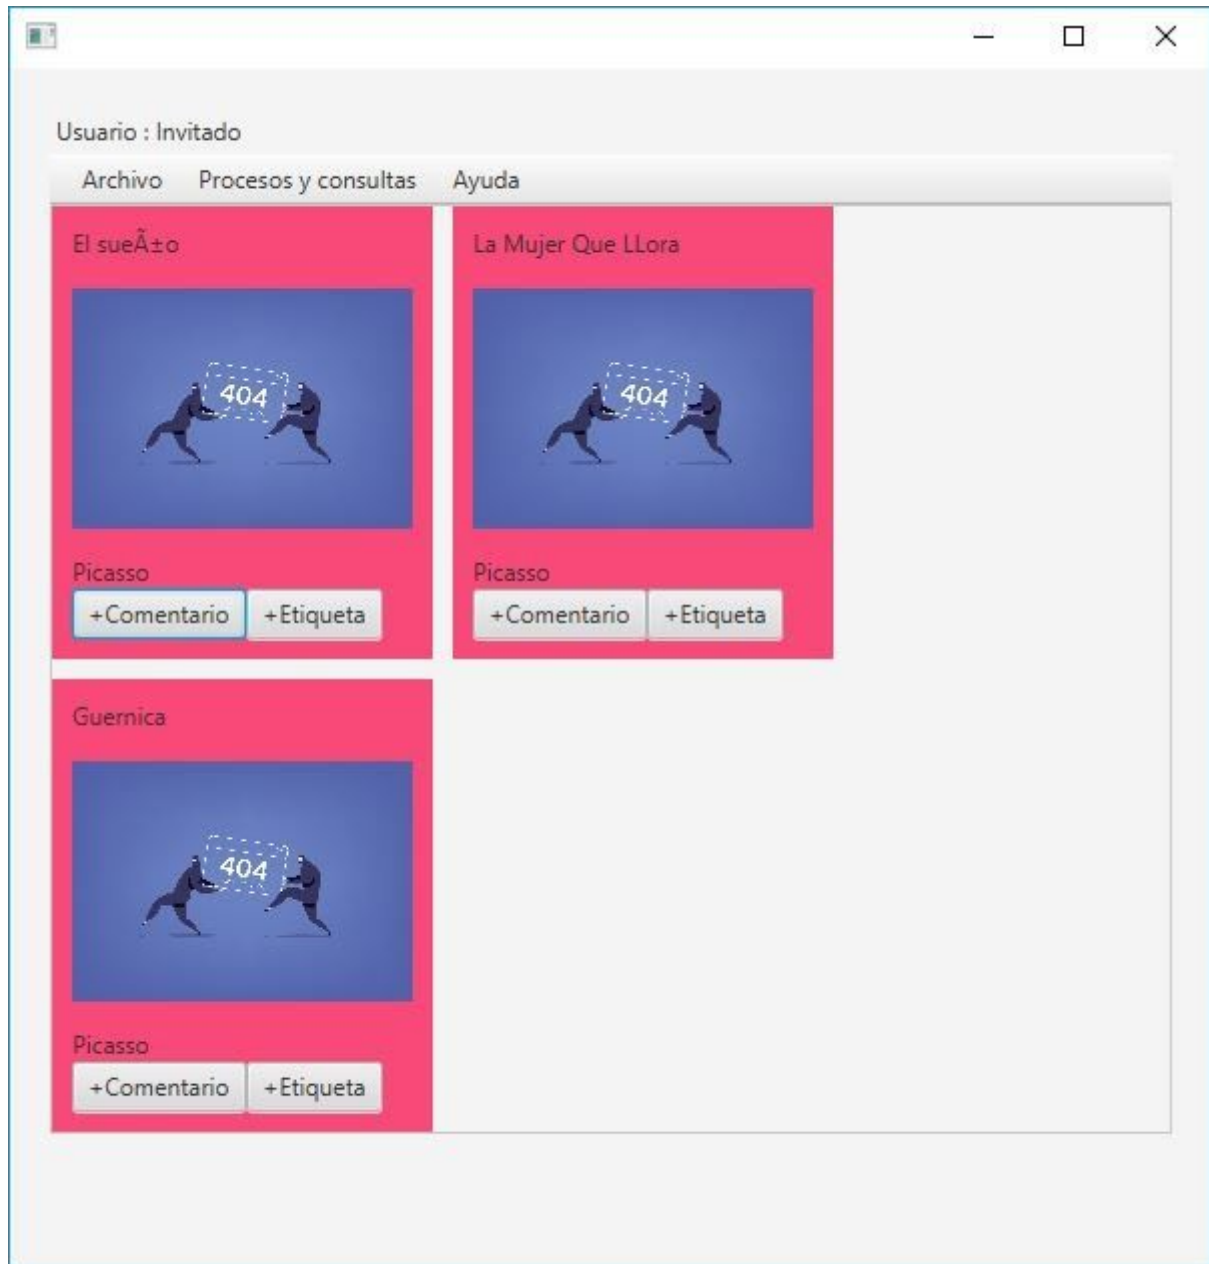 Usuario : Invitado
Archivo Procesos y consultas Ayuda
El sueÃ±o
404
Picasso
+Comentario +Etiqueta
La Mujer Que LLora
404
Picasso
+Comentario +Etiqueta
Guernica
404
Picasso
+Comentario +Etiqueta